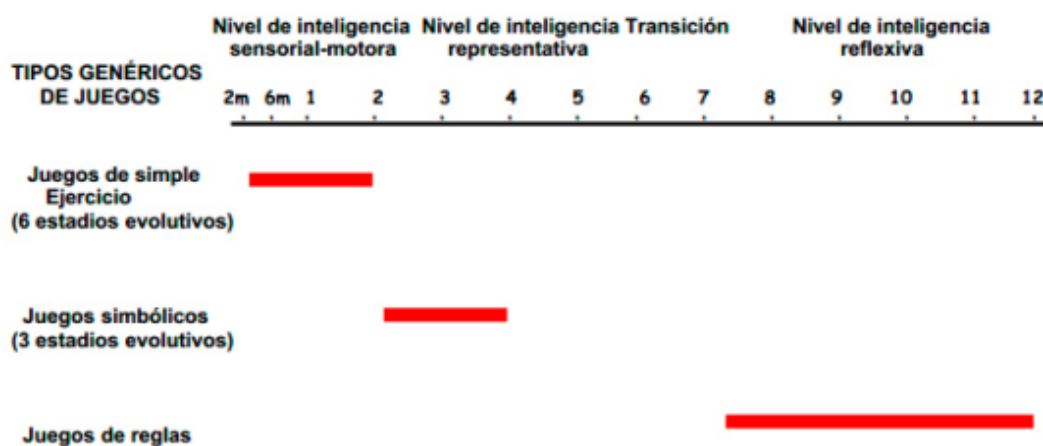 Nivel de inteligencia Nivel de inteligencia Transición Nivel de inteligencia
sensorial-motora representativa reflexiva
TIPOS GENÉRICOS
DE JUEGOS 2m 6m 1 2 3 4 5 6 7 8 9 10 11 12
Juegos de simple
Ejercicio
(6 estadios evolutivos)
Juegos simbólicos
(3 estadios evolutivos)
Juegos de reglas